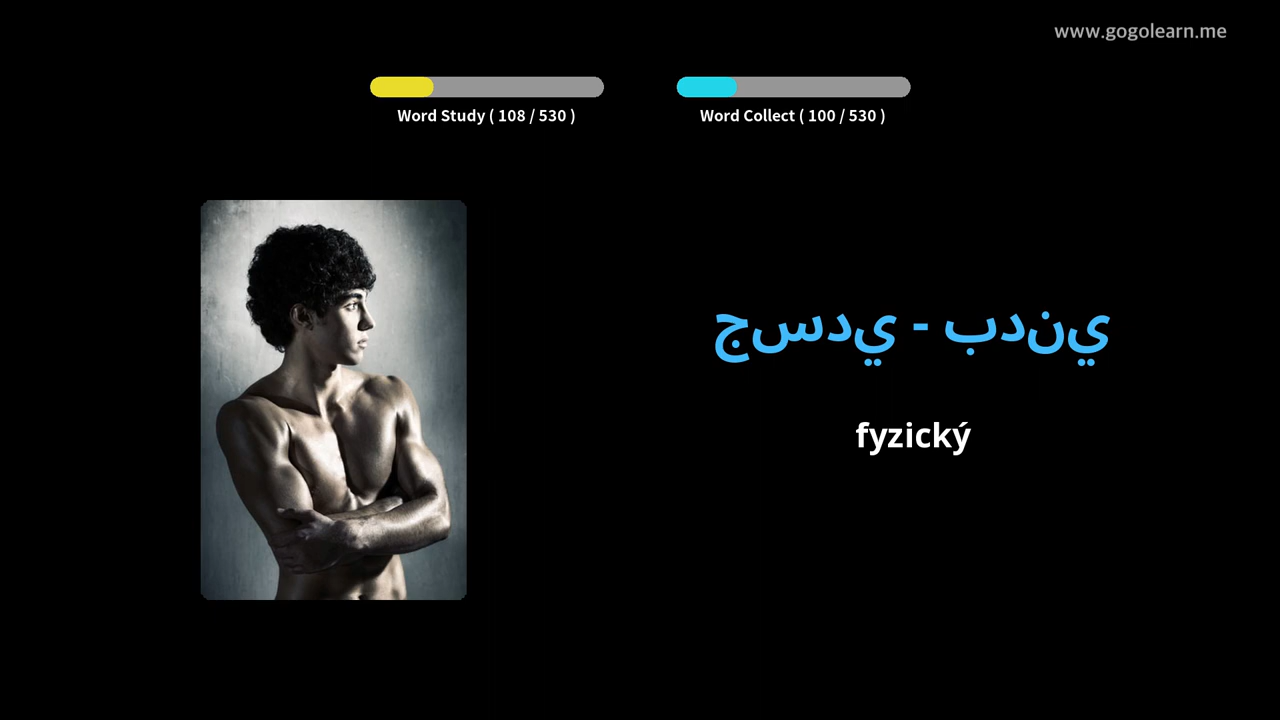 www.gogolearn.me
Word Study ( 108 / 530 )
Word Collect ( 100 / 530 )
جسدي - بدني
fyzický